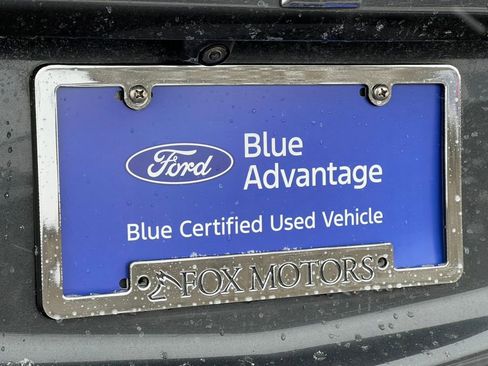 Ford
Blue
Advantage
Blue Certified Used Vehicle
FOX MOTORS